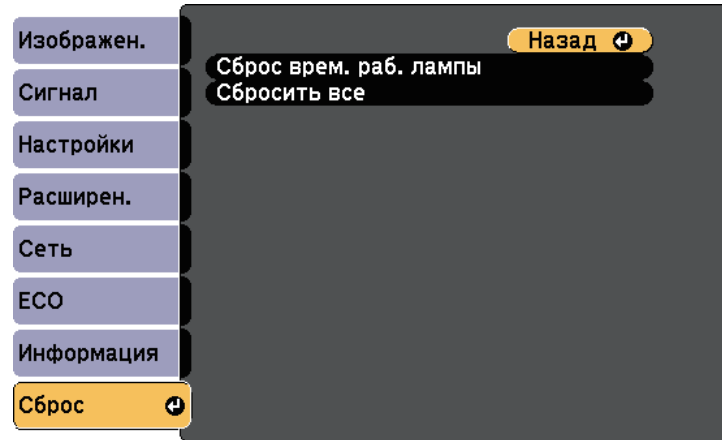 Изображен.
Сигнал
Настройки
Расширен.
Сеть
ECO
Информация
Сброс
Назад
Сброс врем. раб. лампы
Сбросить все